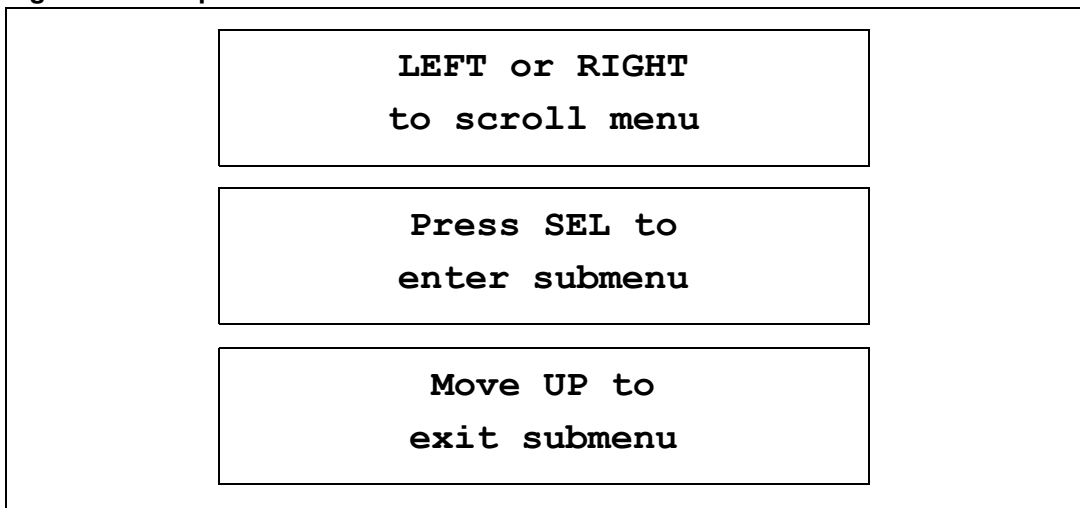 LEFT or RIGHT
to scroll menu
Press SEL to
enter submenu
Move UP to
exit submenu